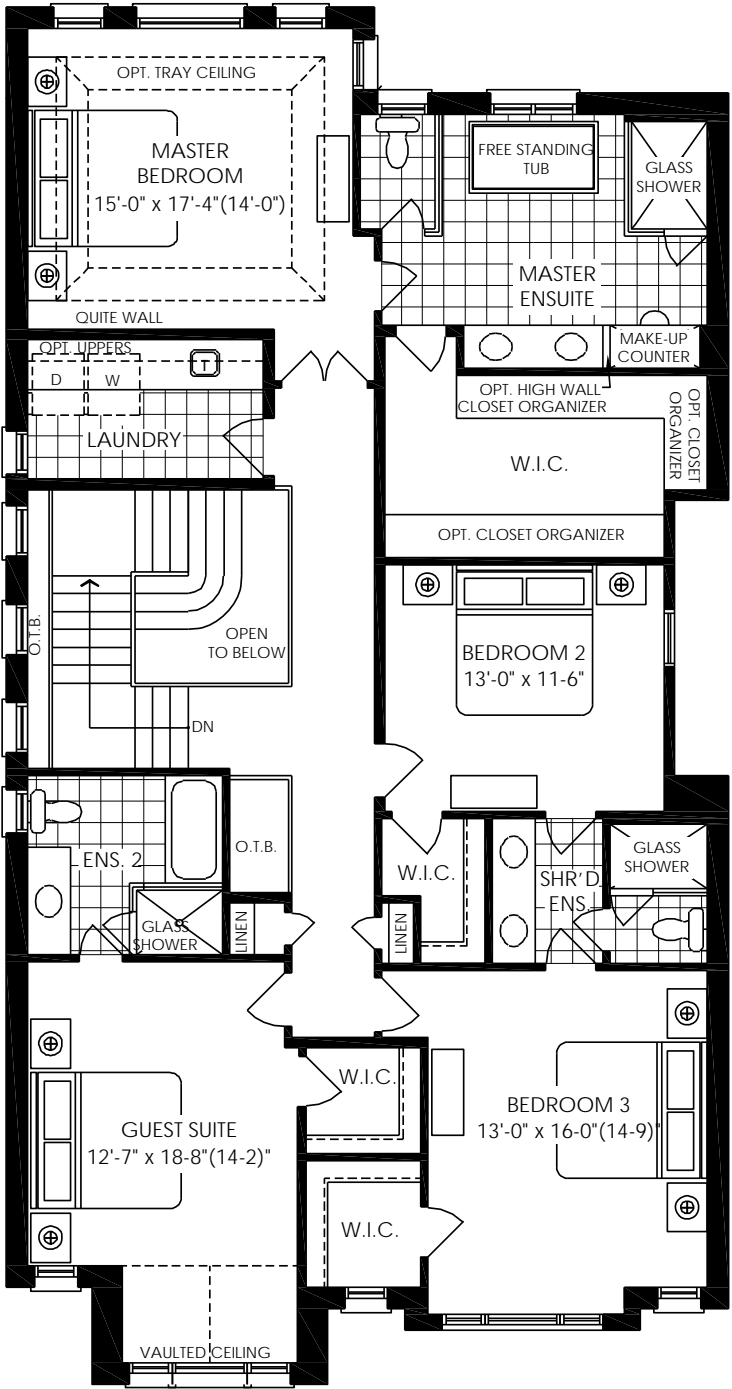 OPT. TRAY CEILING
MASTER
BEDROOM
15'-0" x 17'-4"(14'-0")
QUITE WALL
FREE STANDING
TUB
GLASS
SHOWER
MASTER
ENSUITE
MAKE-UP
COUNTER
OPT. UPPERS
D
W
T
LAUNDRY
OPT. HIGH WALL
CLOSET ORGANIZER
OPT. CLOSET
ORGANIZER
W.I.C.
OPT. CLOSET ORGANIZER
O.T.B.
OPEN
TO BELOW
DN
BEDROOM 2
13'-0" x 11-6"
ENS. 2
O.T.B.
GLASS
SHOWER
LINEN
W.I.C.
LINEN
SHR'D.
ENS.
GLASS
SHOWER
W.I.C.
GUEST SUITE
12'-7" x 18-8"(14-2)"
BEDROOM 3
13'-0" x 16-0"(14-9)"
W.I.C.
VAULTED CEILING